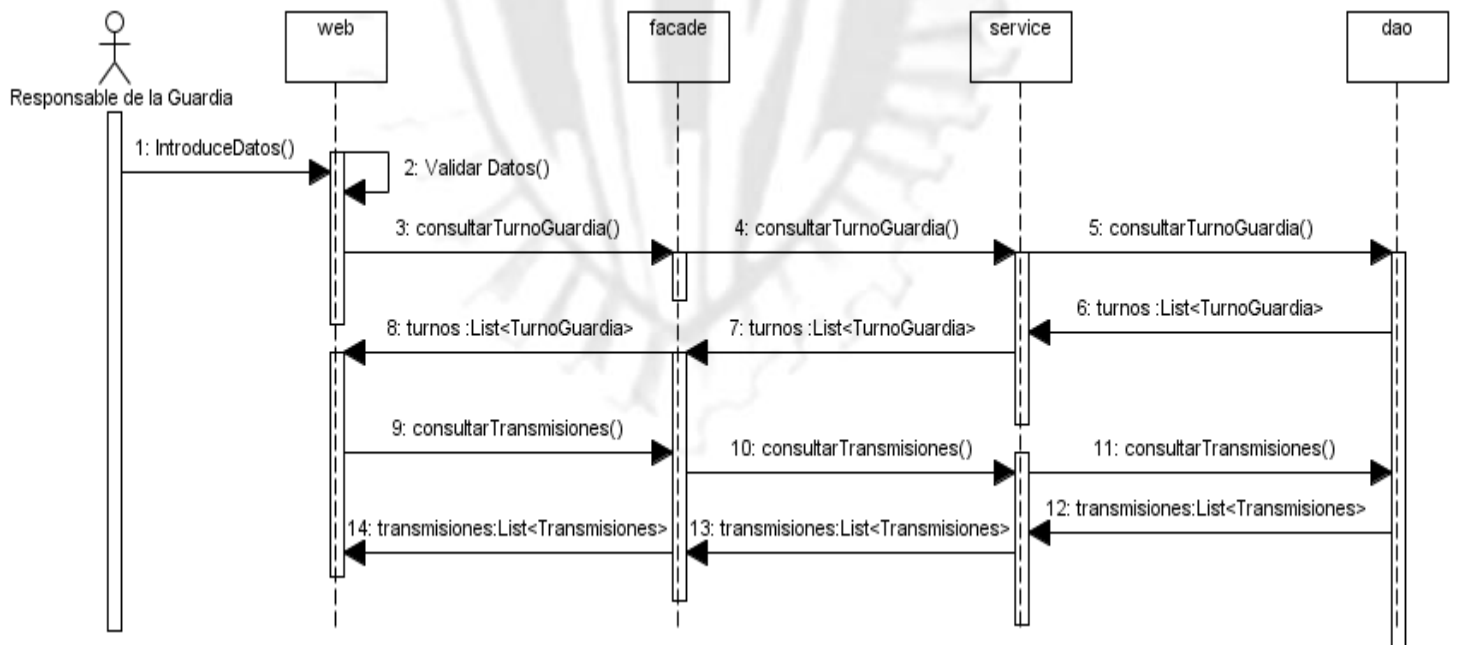 web
facade
service
dao
Responsable de la Guardia
1: IntroduceDatos()
2: Validar Datos()
3: consultarTurnoGuardia()
4: consultarTurnoGuardia()
5: consultarTurnoGuardia()
6: turnos :List<TurnoGuardia>
7: turnos :List<TurnoGuardia>
8: turnos :List<TurnoGuardia>
9: consultarTransmisiones()
10: consultarTransmisiones()
11: consultarTransmisiones()
12: transmisiones:List<Transmisiones>
13: transmisiones:List<Transmisiones>
14: transmisiones:List<Transmisiones>